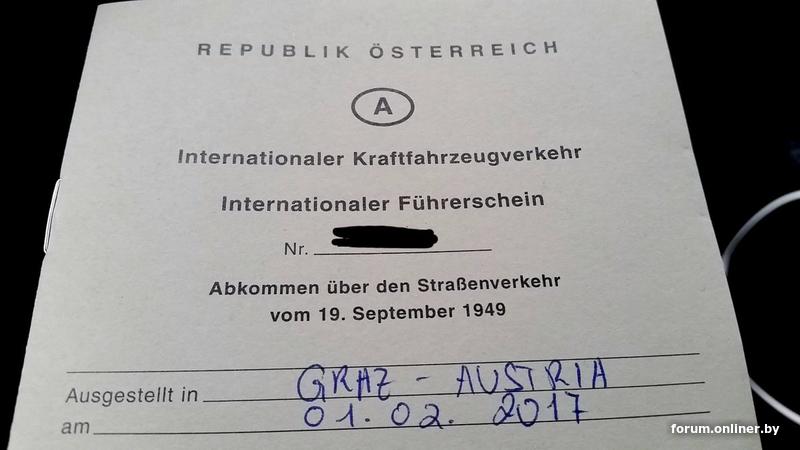 REPUBLIK ÖSTERREICH
A
Internationaler Kraftfahrzeugverkehr
Internationaler Führerschein
Nr.
Abkommen über den Straßenverkehr
vom 19. September 1949
Ausgestellt in GRAZ - AUSTRIA
am 01. 02. 2017
forum.onliner.by